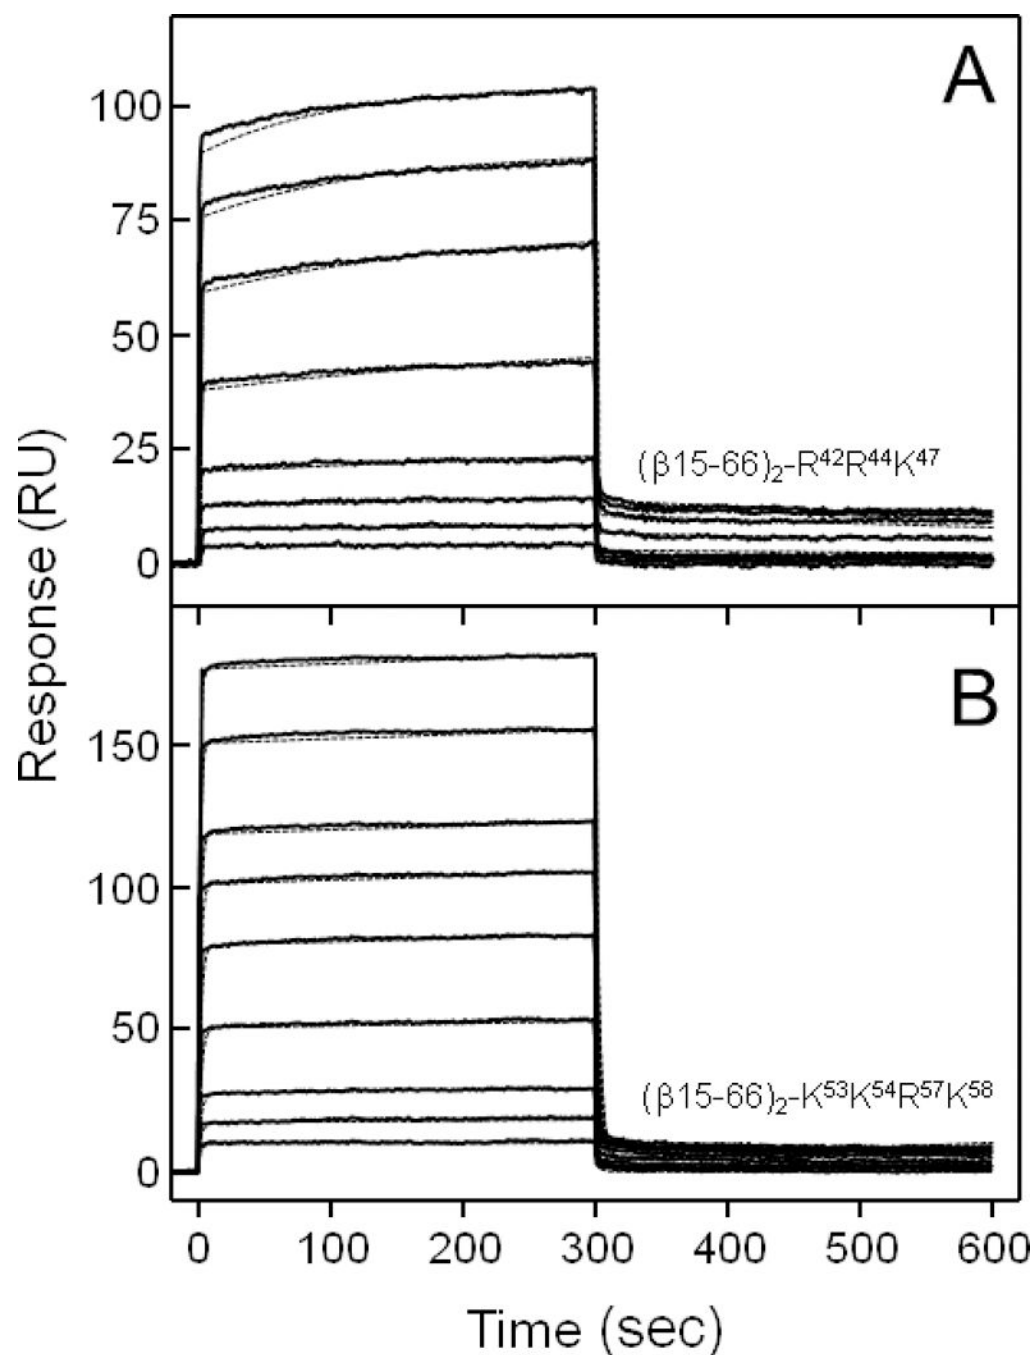 A
100
75
50
25
0
(β15-66)₂-R⁴²R⁴⁴K⁴⁷
Response (RU)
B
150
100
50
0
(β15-66)₂-K⁵³K⁵⁴R⁵⁷K⁵⁸
0 100 200 300 400 500 600
Time (sec)